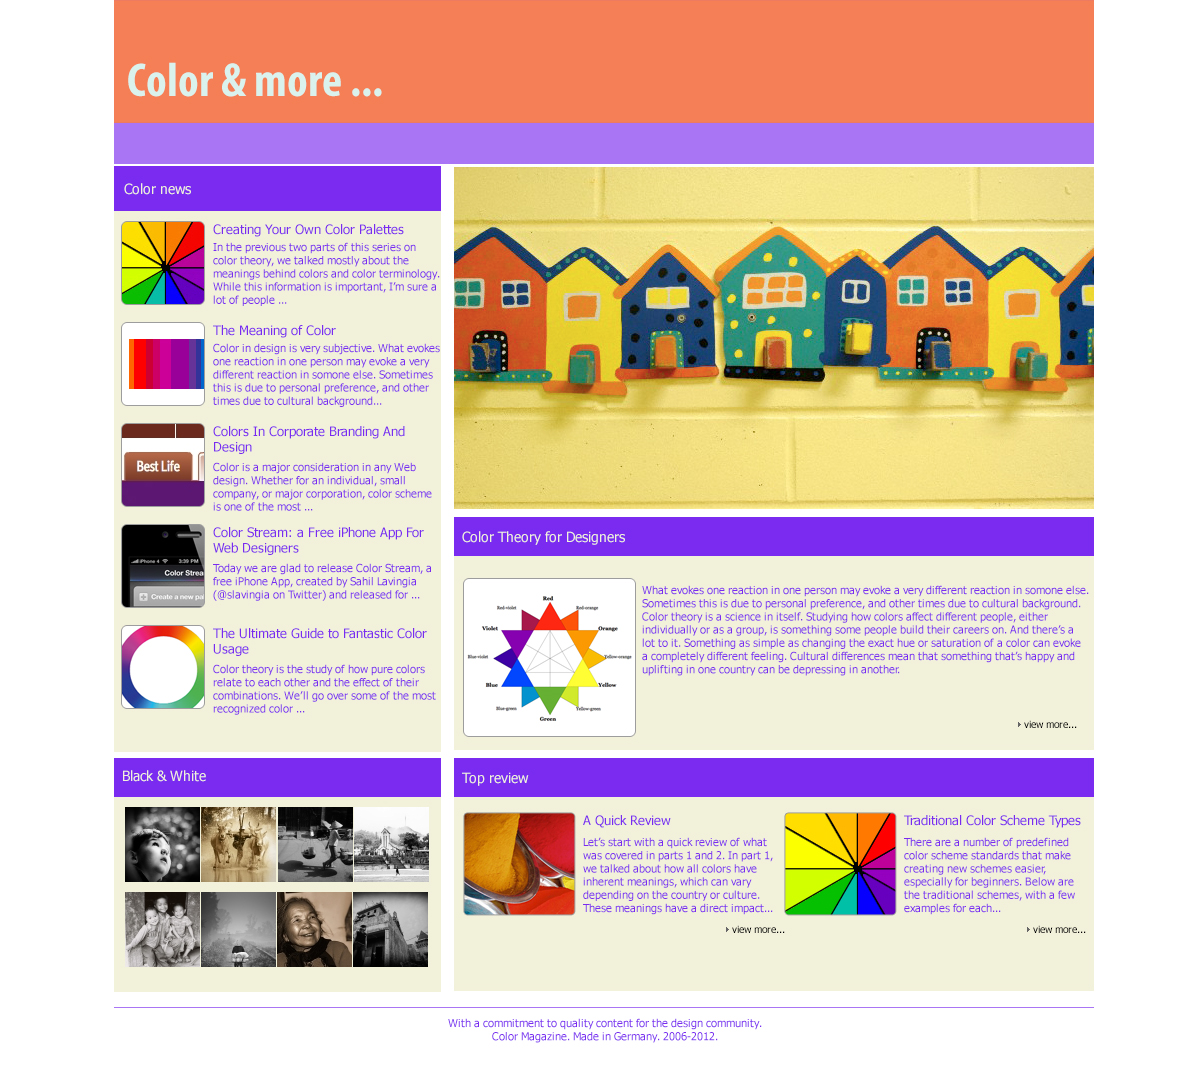 Color & more ...
Color news
Creating Your Own Color Palettes
In the previous two parts of this series on
color theory, we talked mostly about the
meanings behind colors and color terminology.
While this information is important, I'm sure a
lot of people ...
The Meaning of Color
Color in design is very subjective. What evokes
one reaction in one person may evoke a very
different reaction in somone else. Sometimes
this is due to personal preference, and other
times due to cultural background...
Best Life
Colors In Corporate Branding And
Design
Color is a major consideration in any Web
design. Whether for an individual, small
company, or major corporation, color scheme
is one of the most ...
iPhone 3:39 PM
Color Strea
Create a new pa
Color Stream: a Free iPhone App For
Web Designers
Today we are glad to release Color Stream, a
free iPhone App, created by Sahil Lavingia
(@slavingia on Twitter) and released for ...
The Ultimate Guide to Fantastic Color
Usage
Color theory is the study of how pure colors
relate to each other and the effect of their
combinations. We'll go over some of the most
recognized color ...
Color Theory for Designers
Red
Red-violet
Red-orange
Violet
Orange
Blue-violet
Yellow-orange
Blue
Yellow
Blue-green
Yellow-green
Green
What evokes one reaction in one person may evoke a very different reaction in somone else.
Sometimes this is due to personal preference, and other times due to cultural background.
Color theory is a science in itself. Studying how colors affect different people, either
individually or as a group, is something some people build their careers on. And there's a
lot to it. Something as simple as changing the exact hue or saturation of a color can evoke
a completely different feeling. Cultural differences mean that something that's happy and
uplifting in one country can be depressing in another.
view more...
Black & White
Top review
A Quick Review
Let's start with a quick review of what
was covered in parts 1 and 2. In part 1,
we talked about how all colors have
inherent meanings, which can vary
depending on the country or culture.
These meanings have a direct impact...
view more...
Traditional Color Scheme Types
There are a number of predefined
color scheme standards that make
creating new schemes easier,
especially for beginners. Below are
the traditional schemes, with a few
examples for each...
view more...
With a commitment to quality content for the design community.
Color Magazine. Made in Germany. 2006-2012.